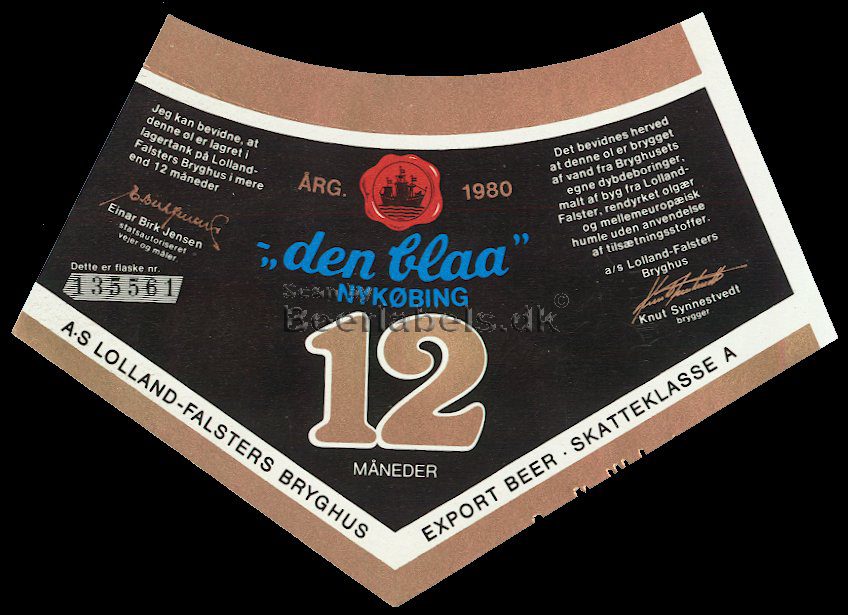 Jeg kan bevidne, at
denne øl er lagret i
lagertank på Lolland-
Falsters Bryghus i mere
end 12 måneder
Einar Birk Jensen
statsautoriseret
vejer og måler
Dette er flaske nr.
135561
ÅRG. 1980
„den blaa”
NYKØBING
Beerlabels.dk©
12
MÅNEDER
Det bevidnes herved
at denne øl er brygget
af vand fra Bryghusets
egne dybdeboringer,
malt af byg fra Lolland-
Falster, rendyrket olgær
og mellemeuropæisk
humle uden anvendelse
af tilsætningsstoffer.
a/s Lolland-Falsters
Bryghus
Knut Synnestvedt
brygger
A·S LOLLAND-FALSTERS BRYGHUS
EXPORT BEER · SKATTEKLASSE A